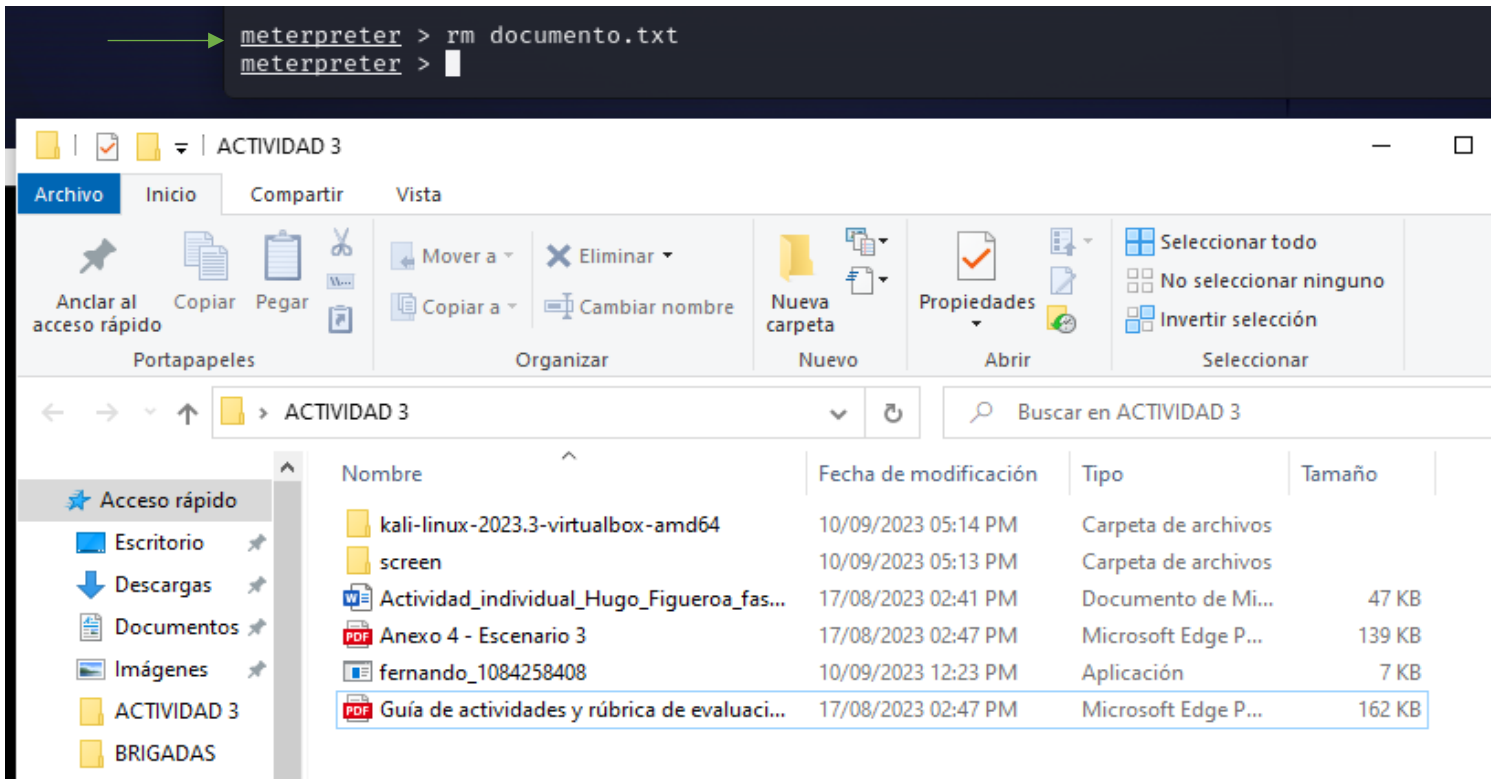 meterpreter > rm documento.txt
meterpreter >
ACTIVIDAD 3
Archivo Inicio Compartir Vista
Anclar al acceso rápido
Copiar
Pegar
Mover a
Copiar a
Eliminar
Cambiar nombre
Nueva carpeta
Propiedades
Seleccionar todo
No seleccionar ninguno
Invertir selección
Portapapeles Organizar Nuevo Abrir Seleccionar
ACTIVIDAD 3 Buscar en ACTIVIDAD 3
Nombre Fecha de modificación Tipo Tamaño
Acceso rápido
Escritorio
Descargas
Documentos
Imágenes
ACTIVIDAD 3
BRIGADAS
kali-linux-2023.3-virtualbox-amd64 10/09/2023 05:14 PM Carpeta de archivos
screen 10/09/2023 05:13 PM Carpeta de archivos
Actividad_individual_Hugo_Figueroa_fas... 17/08/2023 02:41 PM Documento de Mi... 47 KB
Anexo 4 - Escenario 3 17/08/2023 02:47 PM Microsoft Edge P... 139 KB
fernando_1084258408 10/09/2023 12:23 PM Aplicación 7 KB
Guía de actividades y rúbrica de evaluaci... 17/08/2023 02:47 PM Microsoft Edge P... 162 KB